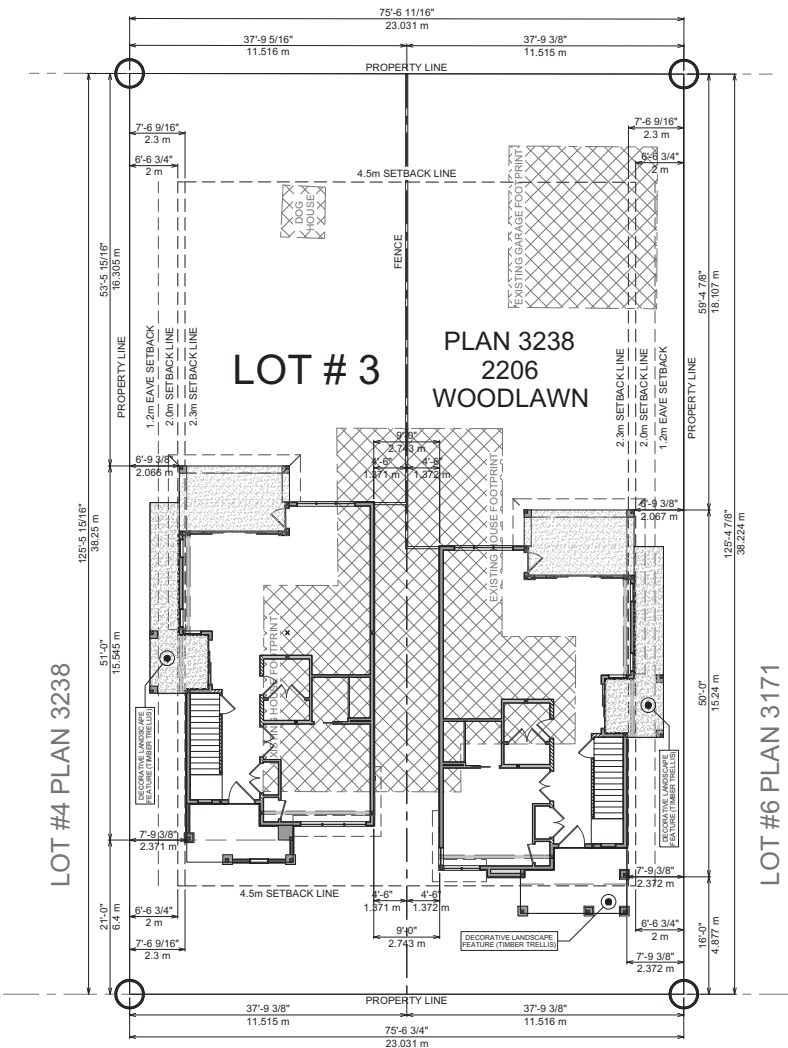 75'-6 11/16"
23.031 m
37'-9 5/16"
11.516 m
37'-9 3/8"
11.515 m
PROPERTY LINE
7'-6 9/16"
2.3 m
7'-6 9/16"
2.3 m
6'-6 3/4"
2 m
6'-6 3/4"
2 m
4.5m SETBACK LINE
DOG
HOUSE
FENCE
EXISTING GARAGE FOOTPRINT
53'-5 15/16"
16.305 m
59'-4 7/8"
18.107 m
PROPERTY LINE
1.2m EAVE SETBACK
2.0m SETBACK LINE
2.3m SETBACK LINE
LOT # 3
PLAN 3238
2206
WOODLAWN
2.3m SETBACK LINE
2.0m SETBACK LINE
1.2m EAVE SETBACK
PROPERTY LINE
9'-0"
2.743 m
6'-9 3/8"
2.066 m
4'-6"
1.371 m
4'-6"
1.372 m
6'-9 3/8"
2.067 m
125'-5 15/16"
38.25 m
125'-4 7/8"
38.224 m
EXISTING HOUSE FOOTPRINT
EXISTING HOUSE FOOTPRINT
51'-0"
15.545 m
50'-0"
15.24 m
LOT #4 PLAN 3238
LOT #6 PLAN 3171
DECORATIVE LANDSCAPE
FEATURE (TIMBER TRELLIS)
DECORATIVE LANDSCAPE
FEATURE (TIMBER TRELLIS)
7'-9 3/8"
2.371 m
7'-9 3/8"
2.372 m
4.5m SETBACK LINE
4'-6"
1.371 m
4'-6"
1.372 m
21'-0"
6.4 m
16'-0"
4.877 m
6'-6 3/4"
2 m
6'-6 3/4"
2 m
9'-0"
2.743 m
DECORATIVE LANDSCAPE
FEATURE (TIMBER TRELLIS)
7'-6 9/16"
2.3 m
7'-9 3/8"
2.372 m
PROPERTY LINE
37'-9 3/8"
11.515 m
37'-9 3/8"
11.516 m
75'-6 3/4"
23.031 m